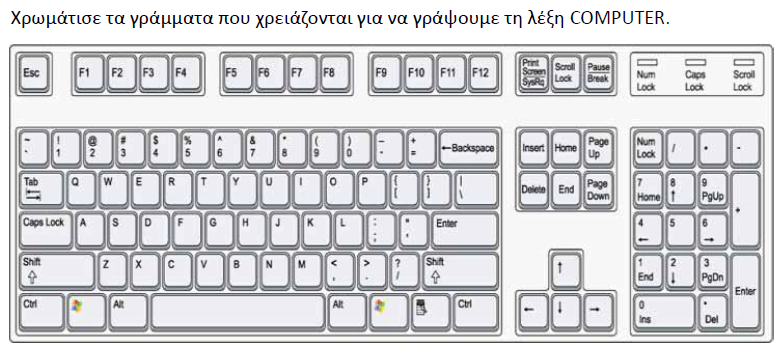 Χρωμάτισε τα γράμματα που χρειάζονται για να γράψουμε τη λέξη COMPUTER.
Esc F1 F2 F3 F4 F5 F6 F7 F8 F9 F10 F11 F12 Print Screen SysRq Scroll Lock Pause Break Num Lock Caps Lock Scroll Lock
~ ` ! 1 @ 2 # 3 $ 4 % 5 ^ 6 & 7 * 8 ( 9 ) 0 - - + = ←Backspace Insert Home Page Up Num Lock / * -
Tab Q W E R T Y U I O P { [ } ] | \ Delete End Page Down 7 Home 8 ↑ 9 PgUp +
Caps Lock A S D F G H J K L : ; " ' Enter 4 ← 5 6 →
Shift ⇧ Z X C V B N M < , > . ? / Shift ⇧ ↑ 1 End 2 ↓ 3 PgDn Enter
Ctrl Alt Alt Ctrl ← ↓ → 0 Ins • Del